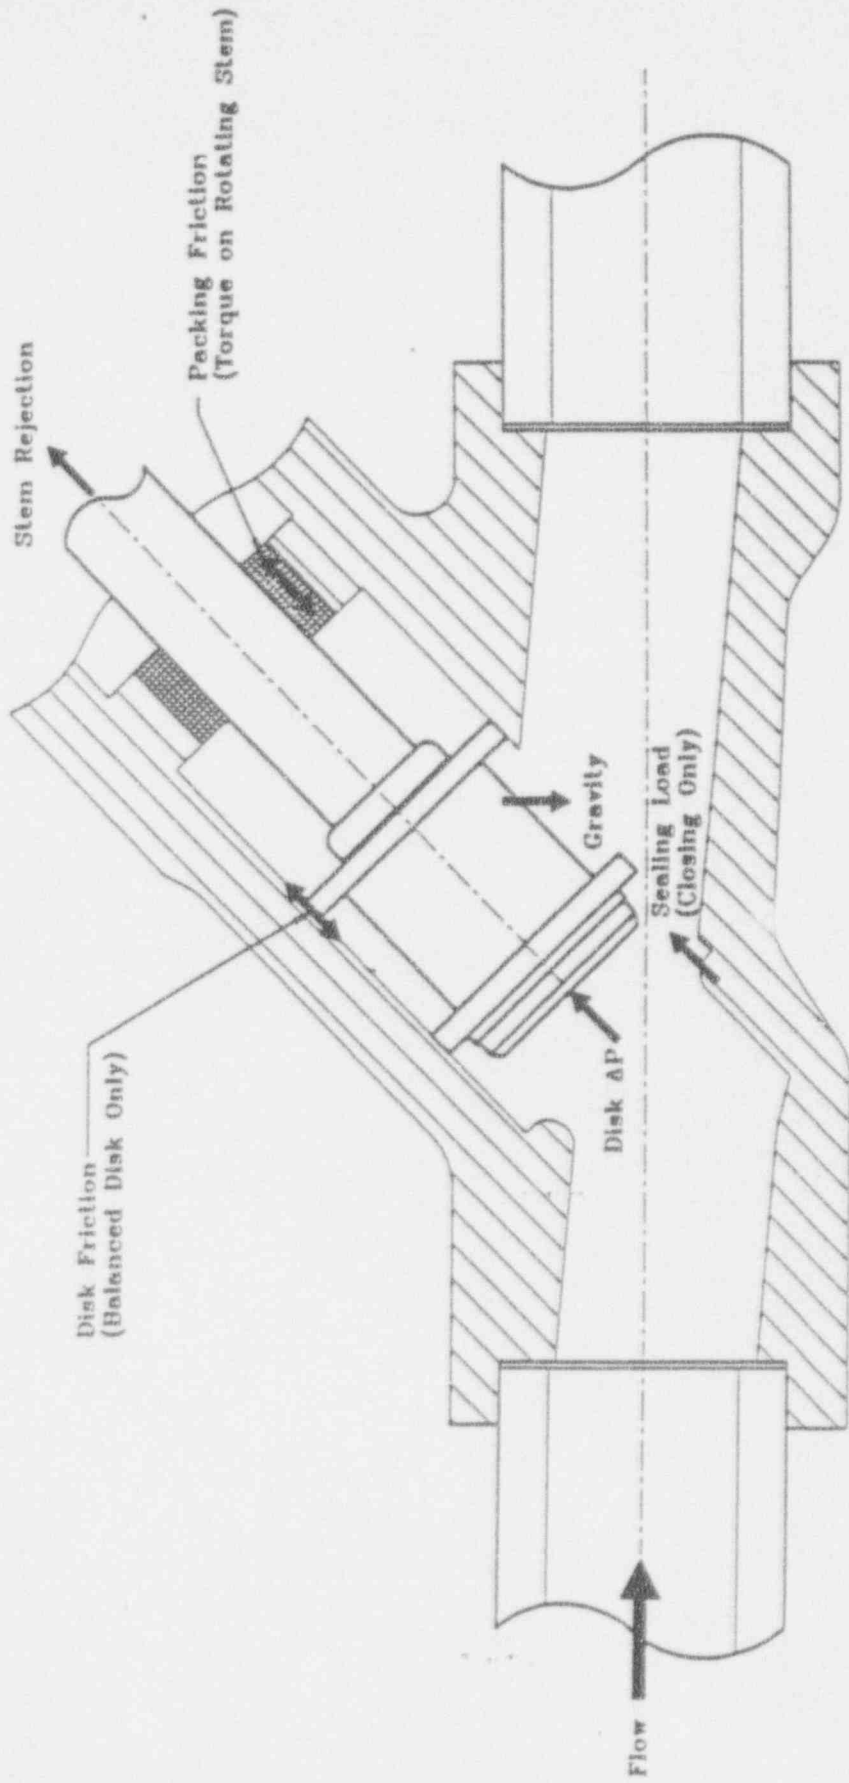 Stem Rejection
Packing Friction
(Torque on Rotating Stem)
Disk Friction
(Balanced Disk Only)
Gravity
Sealing Load
(Closing Only)
Disk ΔP
Flow